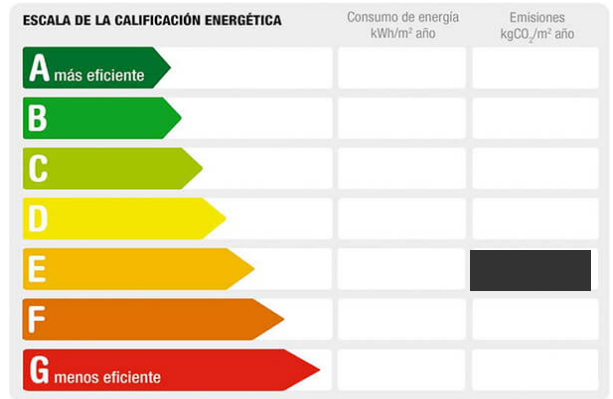 ESCALA DE LA CALIFICACIÓN ENERGÉTICA
Consumo de energía
kWh/m² año
Emisiones
kgCO₂/m² año
A más eficiente
B
C
D
E
F
G menos eficiente